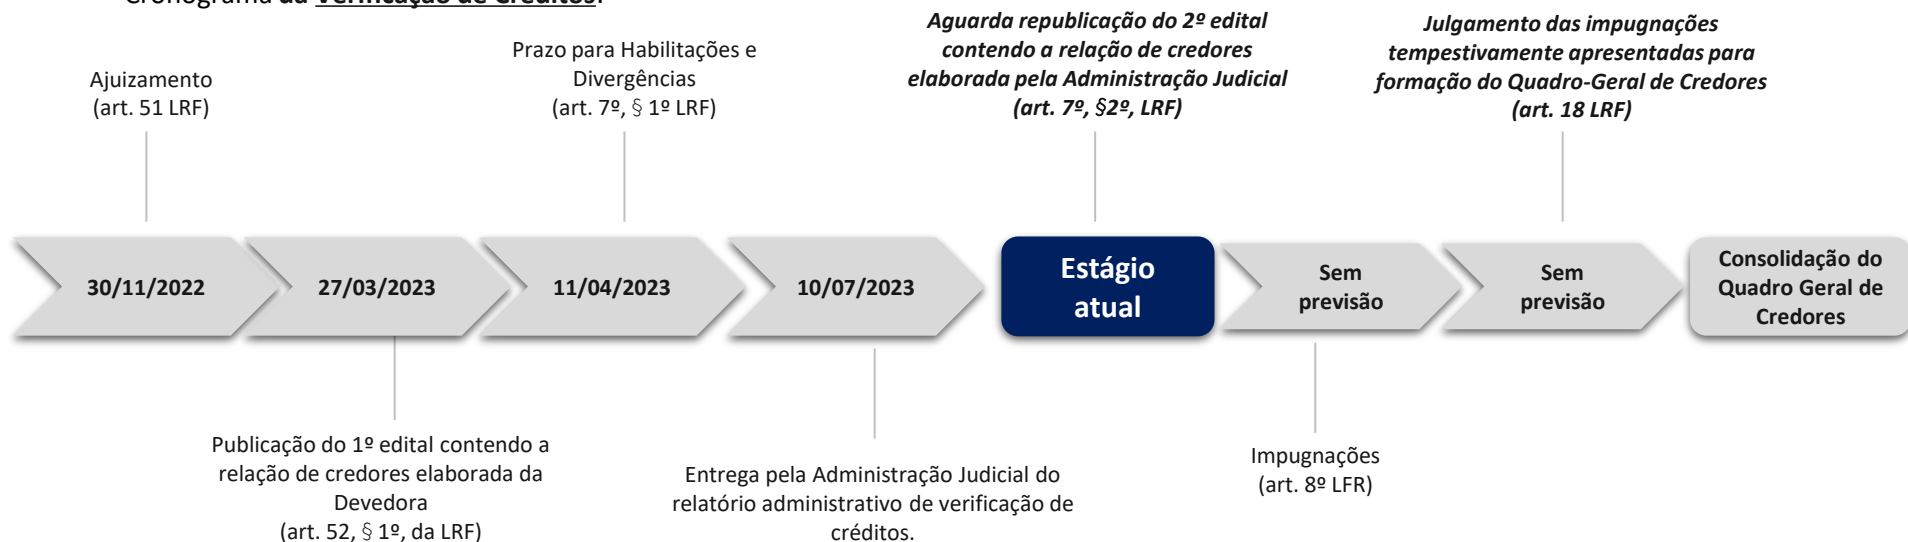 Cronograma da Verificação de Créditos:
Ajuizamento
(art. 51 LRF)
Prazo para Habilitações e
Divergências
(art. 7º, § 1º LRF)
Aguarda republicação do 2º edital
contendo a relação de credores
elaborada pela Administração Judicial
(art. 7º, §2º, LRF)
Julgamento das impugnações
tempestivamente apresentadas para
formação do Quadro-Geral de Credores
(art. 18 LRF)
30/11/2022
27/03/2023
11/04/2023
10/07/2023
Estágio
atual
Sem
previsão
Sem
previsão
Consolidação do
Quadro Geral de
Credores
Publicação do 1º edital contendo a
relação de credores elaborada da
Devedora
(art. 52, § 1º, da LRF)
Entrega pela Administração Judicial do
relatório administrativo de verificação de
créditos.
Impugnações
(art. 8º LFR)